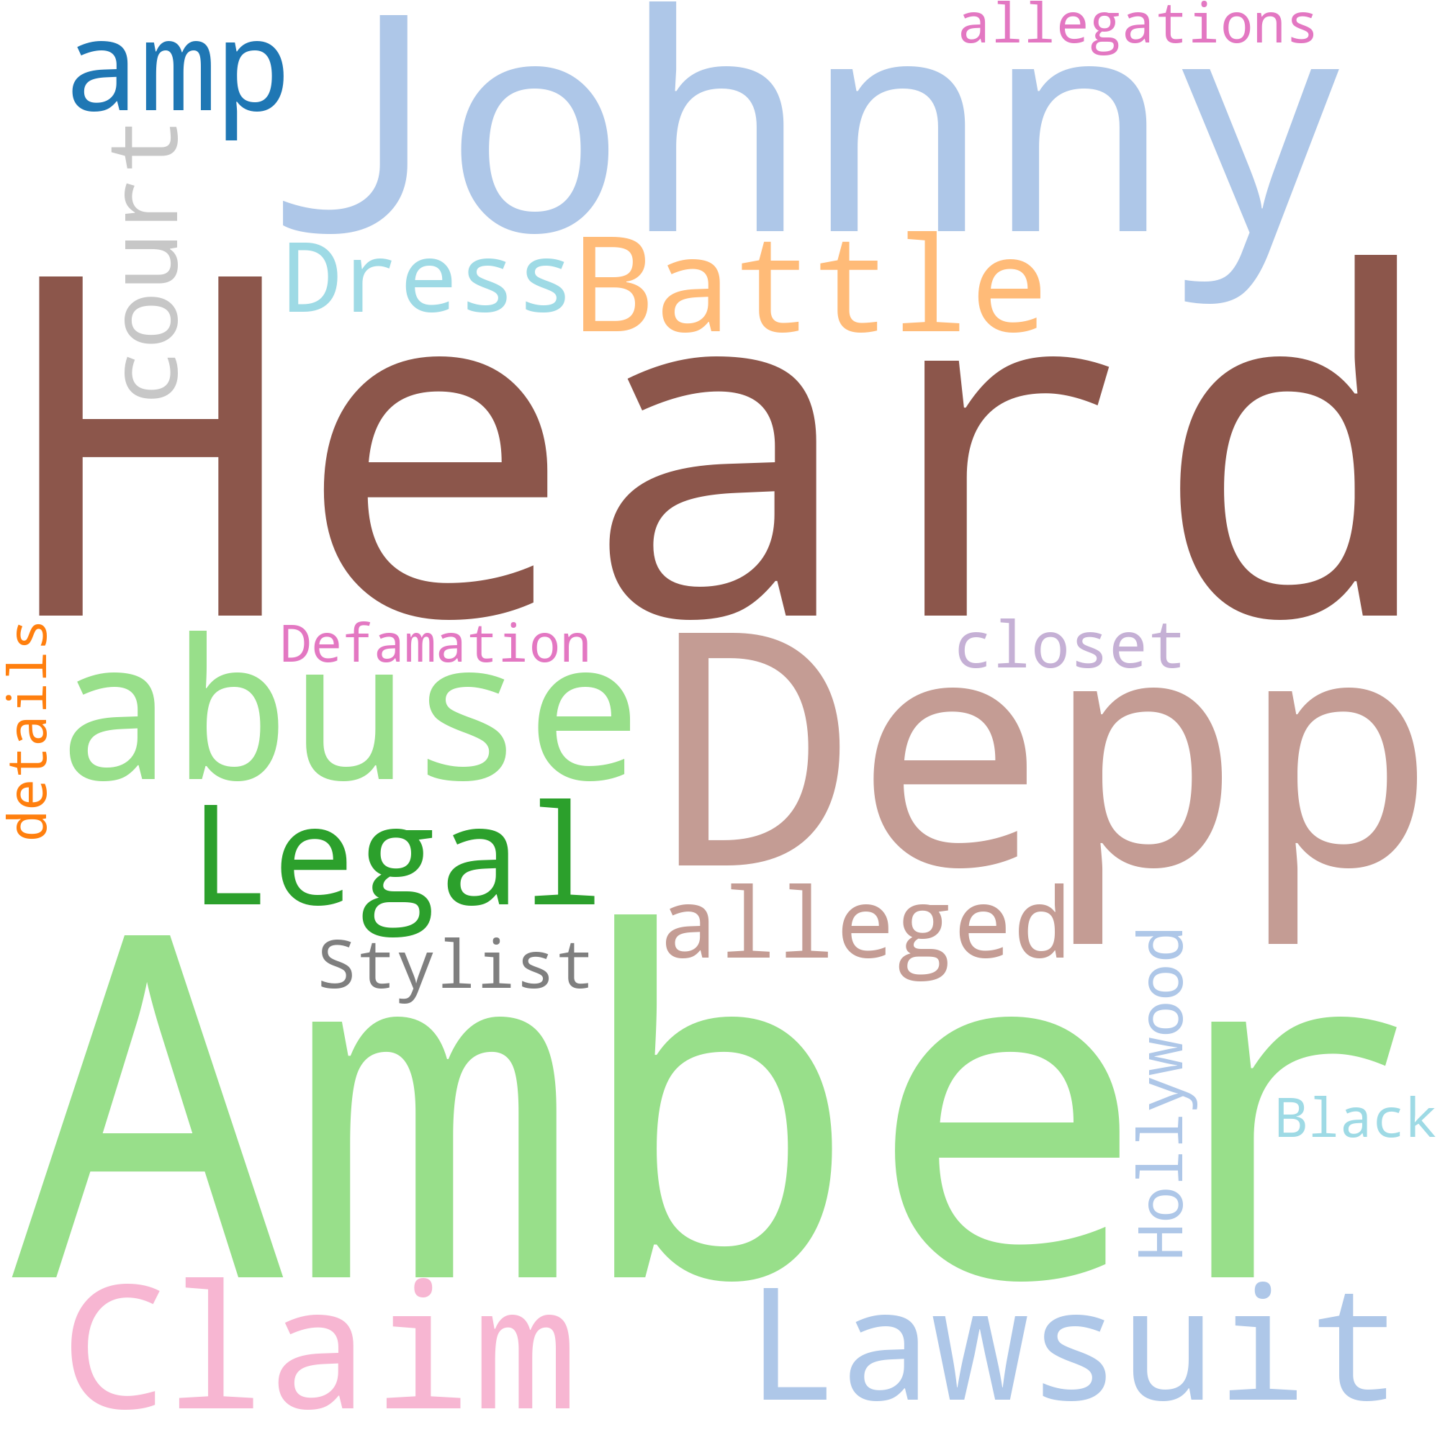 allegations
amp
Johnny
court
Dress
Battle
Heard
details
Defamation
closet
abuse
Depp
Legal
alleged
Stylist
Amber
Hollywood
Black
Claim
Lawsuit